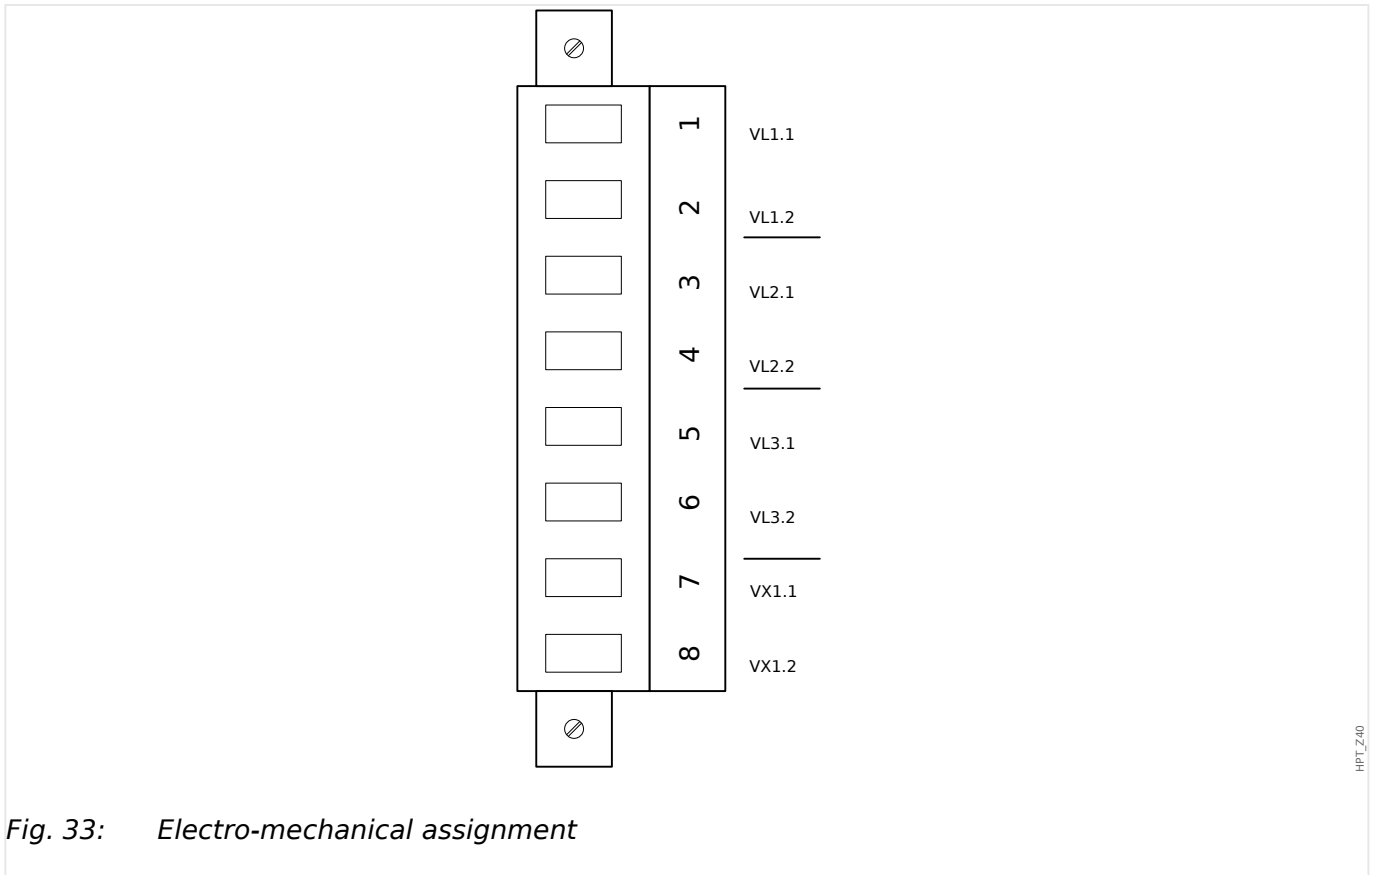 1 VL1.1
2 VL1.2
3 VL2.1
4 VL2.2
5 VL3.1
6 VL3.2
7 VX1.1
8 VX1.2
HPT_Z40
Fig. 33: Electro-mechanical assignment